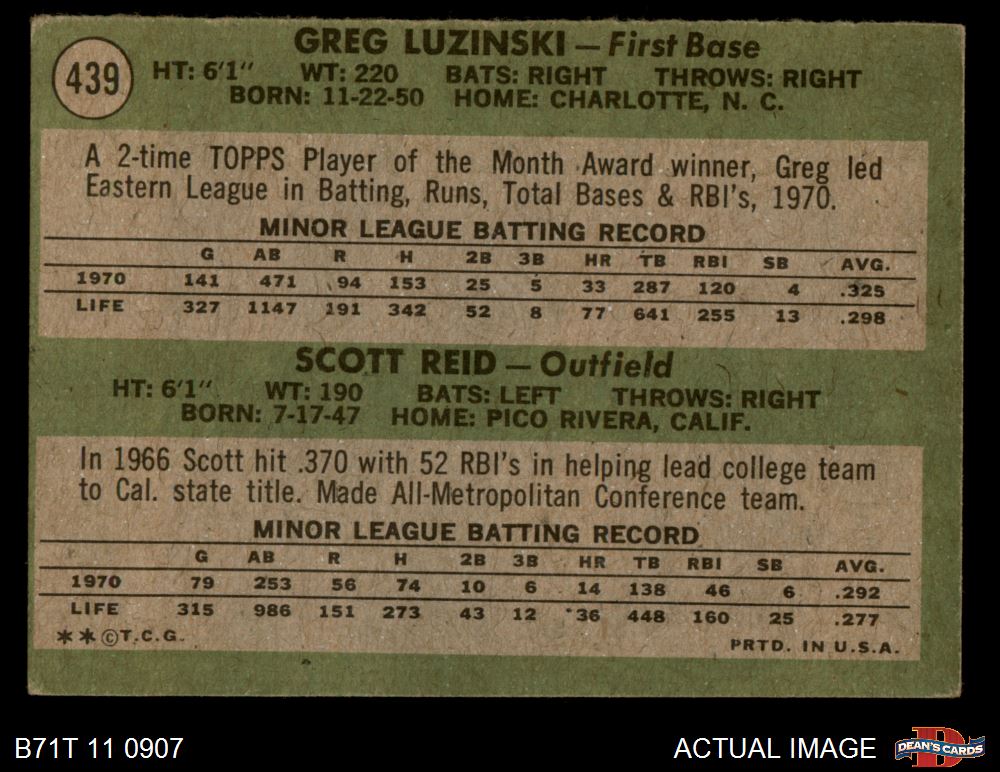 439
GREG LUZINSKI — First Base
HT: 6'1" WT: 220 BATS: RIGHT THROWS: RIGHT
BORN: 11-22-50 HOME: CHARLOTTE, N. C.
A 2-time TOPPS Player of the Month Award winner, Greg led
Eastern League in Batting, Runs, Total Bases & RBI's, 1970.
MINOR LEAGUE BATTING RECORD
G AB R H 2B 3B HR TB RBI SB AVG.
1970 141 471 94 153 25 5 33 287 120 4 .325
LIFE 327 1147 191 342 52 8 77 641 255 13 .298
SCOTT REID — Outfield
HT: 6'1" WT: 190 BATS: LEFT THROWS: RIGHT
BORN: 7-17-47 HOME: PICO RIVERA, CALIF.
In 1966 Scott hit .370 with 52 RBI's in helping lead college team
to Cal. state title. Made All-Metropolitan Conference team.
MINOR LEAGUE BATTING RECORD
G AB R H 2B 3B HR TB RBI SB AVG.
1970 79 253 56 74 10 6 14 138 46 6 .292
LIFE 315 986 151 273 43 12 36 448 160 25 .277
**©T.C.G. PRTD. IN U.S.A.
B71T 11 0907 ACTUAL IMAGE DEAN'S CARDS